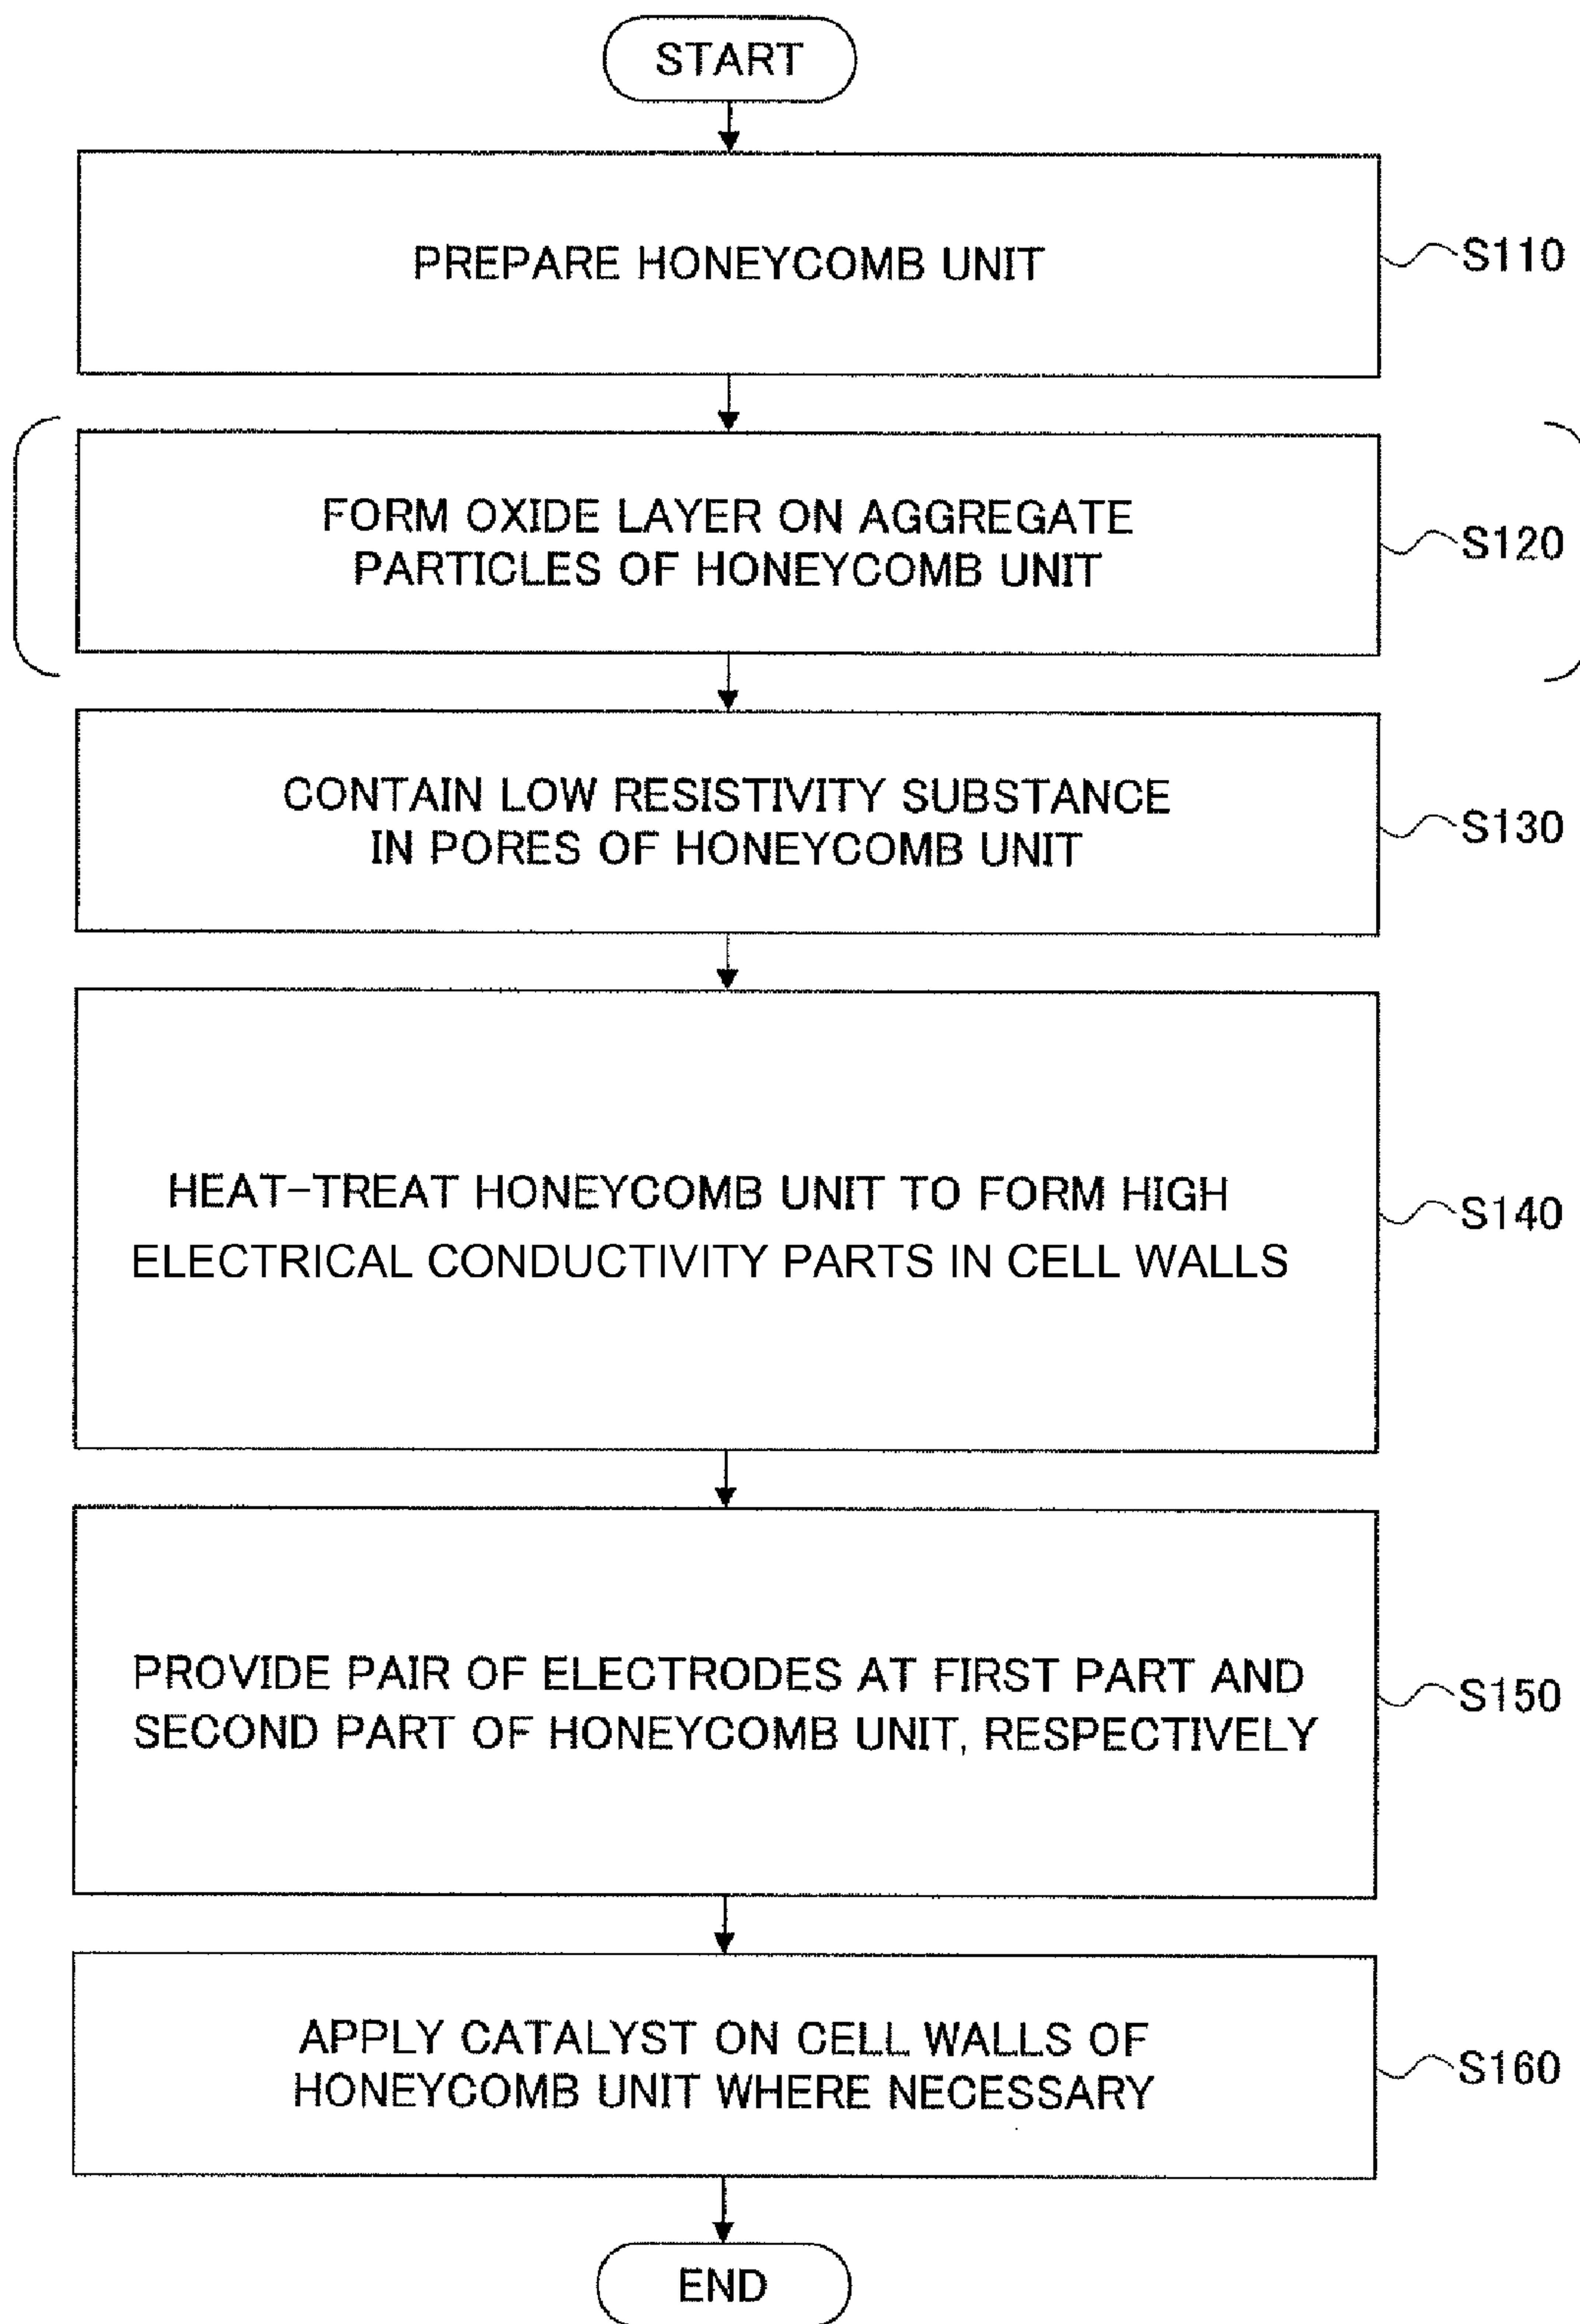 START
PREPARE HONEYCOMB UNIT
S110
FORM OXIDE LAYER ON AGGREGATE
PARTICLES OF HONEYCOMB UNIT
S120
CONTAIN LOW RESISTIVITY SUBSTANCE
IN PORES OF HONEYCOMB UNIT
S130
HEAT-TREAT HONEYCOMB UNIT TO FORM HIGH
ELECTRICAL CONDUCTIVITY PARTS IN CELL WALLS
S140
PROVIDE PAIR OF ELECTRODES AT FIRST PART AND
SECOND PART OF HONEYCOMB UNIT, RESPECTIVELY
S150
APPLY CATALYST ON CELL WALLS OF
HONEYCOMB UNIT WHERE NECESSARY
S160
END